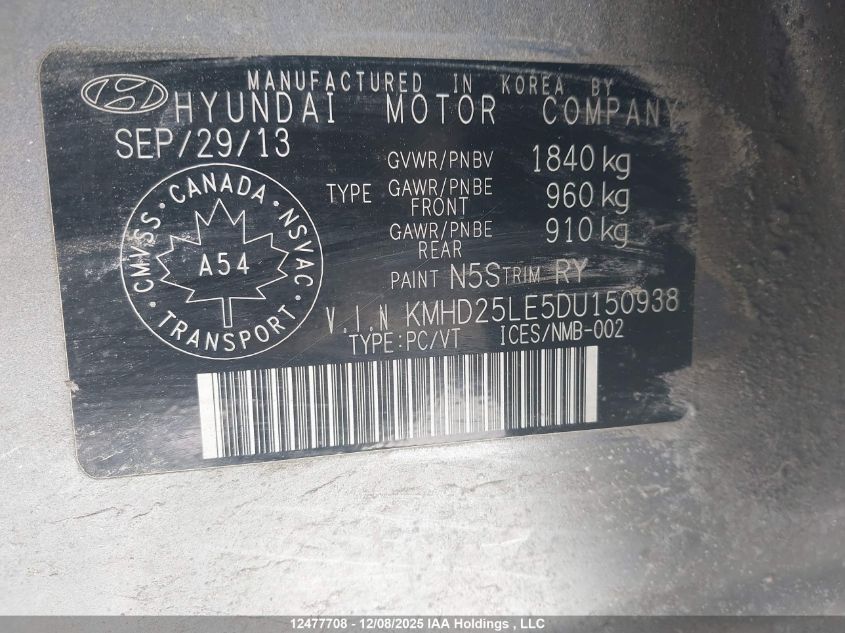 MANUFACTURED IN KOREA BY
HYUNDAI MOTOR COMPANY
SEP/29/13
GVWR/PNBV 1840 kg
TYPE GAWR/PNBE FRONT 960 kg
GAWR/PNBE REAR 910 kg
CMVSS · CANADA · NSVAC · TRANSPORT ·
A54
PAINT N5S TRIM RY
V.I.N KMHD25LE5DU150938
TYPE:PC/VT ICES/NMB-002
12477708 - 12/08/2025 IAA Holdings , LLC